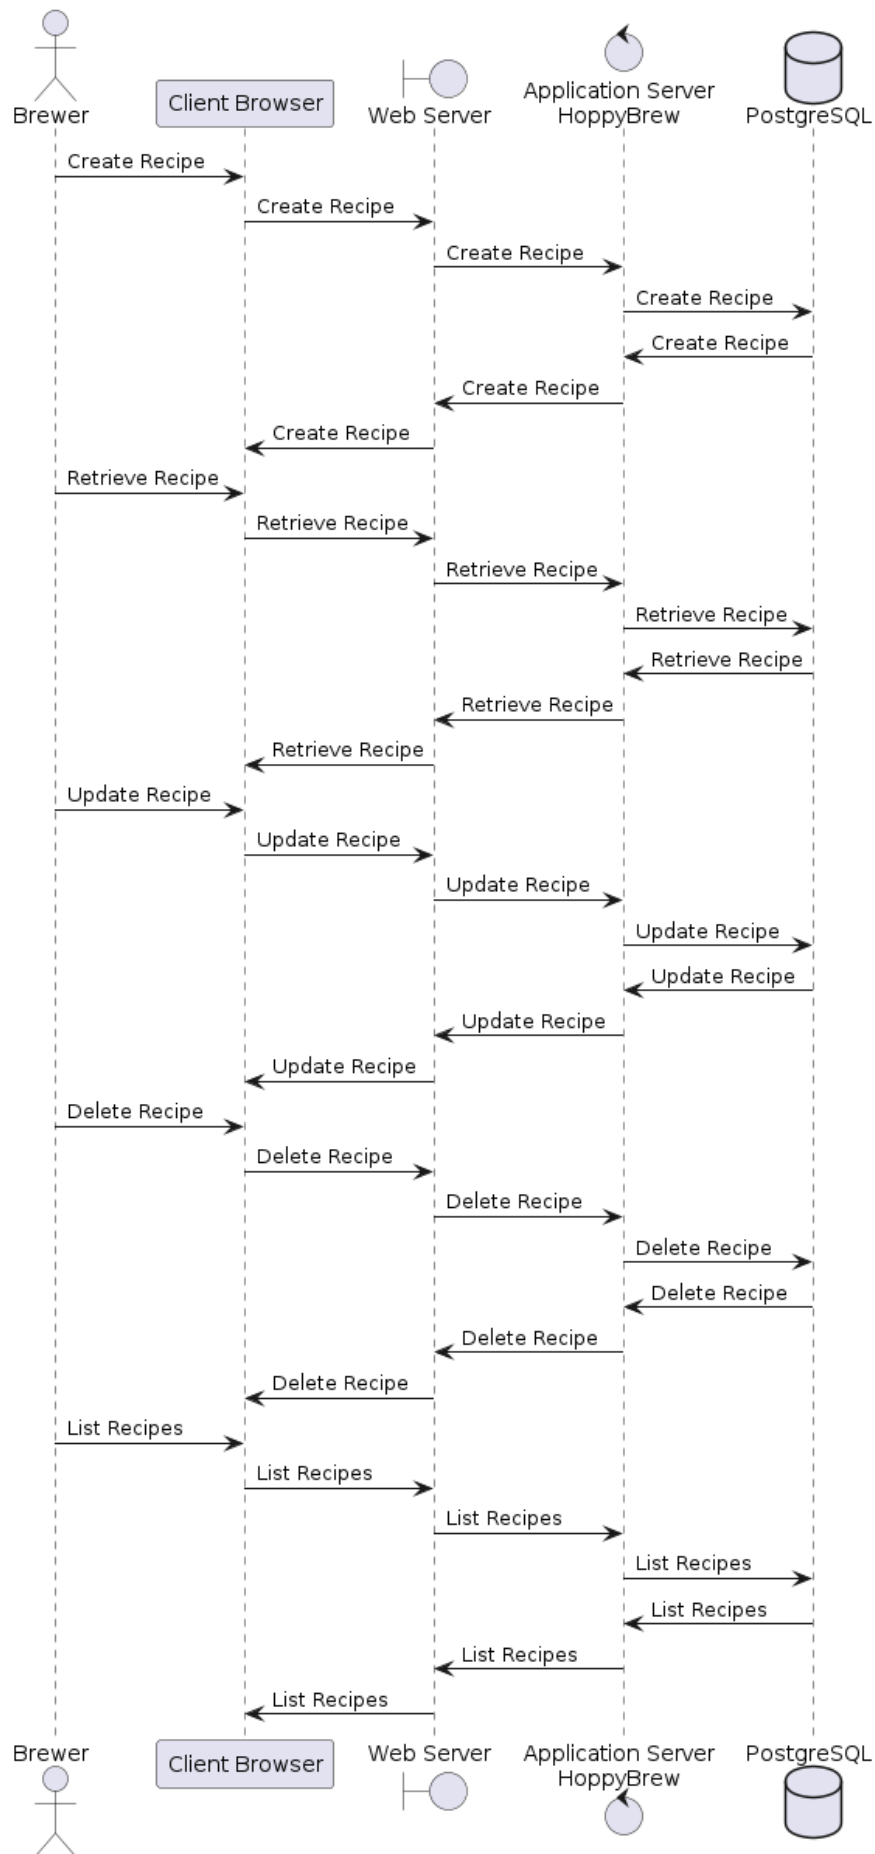 Brewer
Client Browser
Web Server
Application Server
HoppyBrew
PostgreSQL
Create Recipe
Create Recipe
Create Recipe
Create Recipe
Create Recipe
Create Recipe
Create Recipe
Retrieve Recipe
Retrieve Recipe
Retrieve Recipe
Retrieve Recipe
Retrieve Recipe
Retrieve Recipe
Retrieve Recipe
Update Recipe
Update Recipe
Update Recipe
Update Recipe
Update Recipe
Update Recipe
Update Recipe
Delete Recipe
Delete Recipe
Delete Recipe
Delete Recipe
Delete Recipe
Delete Recipe
Delete Recipe
List Recipes
List Recipes
List Recipes
List Recipes
List Recipes
List Recipes
List Recipes
Brewer
Client Browser
Web Server
Application Server
HoppyBrew
PostgreSQL